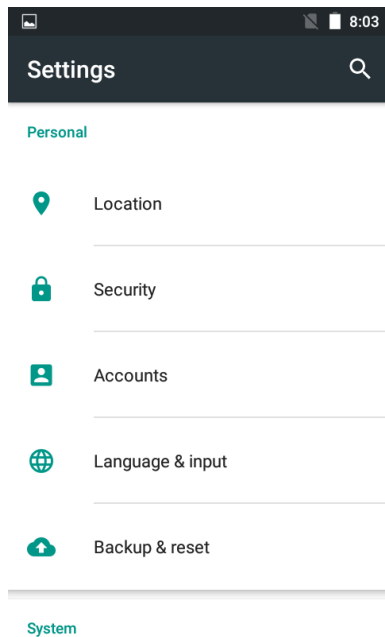 8:03
Settings
Personal
Location
Security
Accounts
Language & input
Backup & reset
System